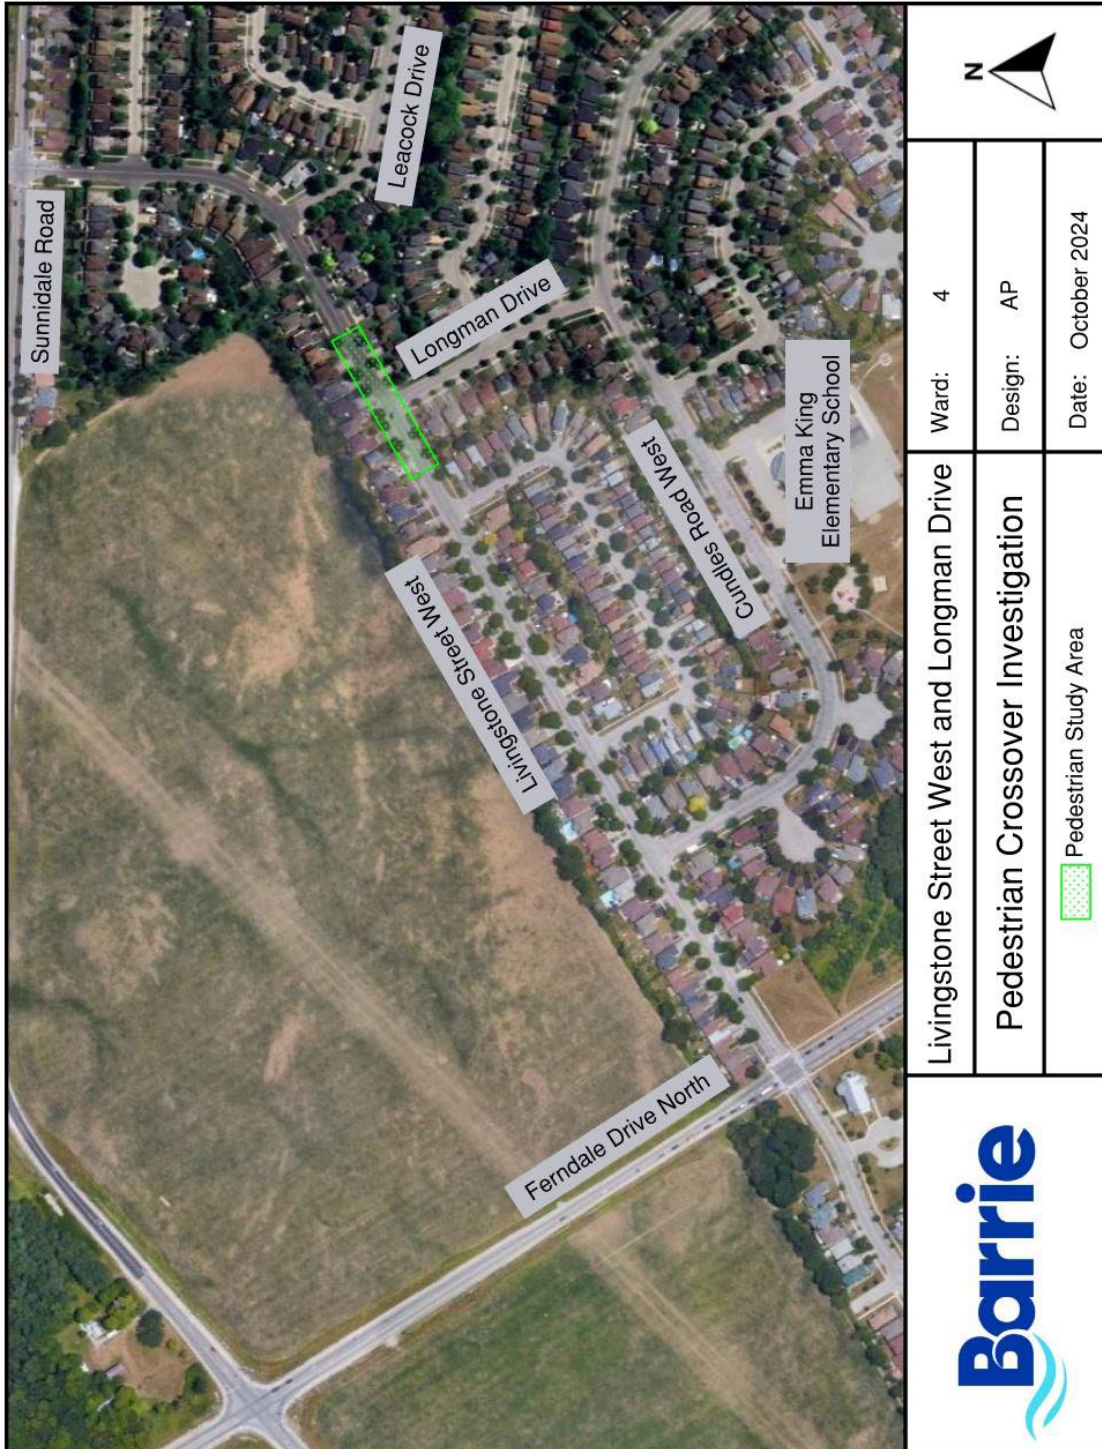 Sunnidale Road
Leacock Drive
Longman Drive
Livingstone Street West
Cundles Road West
Emma King
Elementary School
Ferndale Drive North
Barrie
Livingstone Street West and Longman Drive
Pedestrian Crossover Investigation
Pedestrian Study Area
Ward: 4
Design: AP
Date: October 2024
N